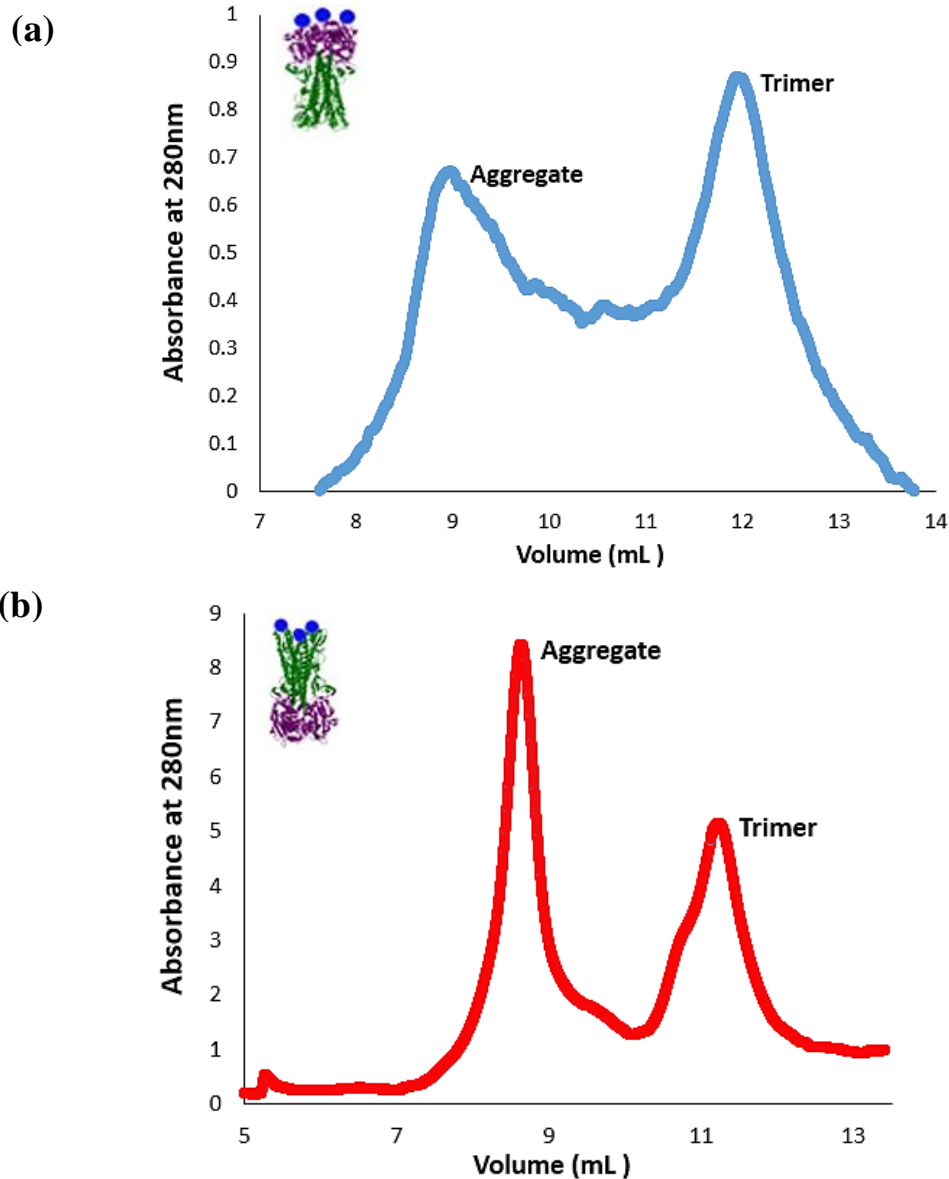 (a)
1
0.9
0.8
0.7
0.6
0.5
0.4
0.3
0.2
0.1
0
Absorbance at 280nm
Aggregate
Trimer
7 8 9 10 11 12 13 14
Volume (mL )
(b)
9
8
7
6
5
4
3
2
1
0
Absorbance at 280nm
Aggregate
Trimer
5 7 9 11 13
Volume (mL )